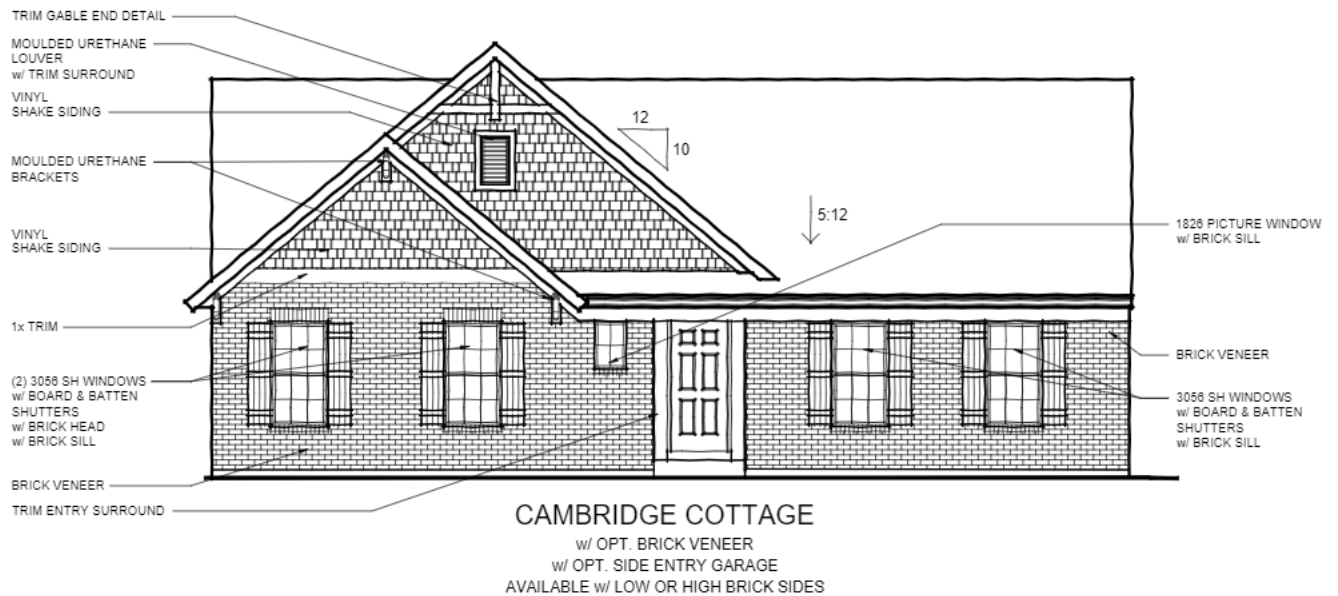 TRIM GABLE END DETAIL
MOULDED URETHANE
LOUVER
w/ TRIM SURROUND
VINYL
SHAKE SIDING
MOULDED URETHANE
BRACKETS
VINYL
SHAKE SIDING
1x TRIM
(2) 3056 SH WINDOWS
w/ BOARD & BATTEN
SHUTTERS
w/ BRICK HEAD
w/ BRICK SILL
BRICK VENEER
TRIM ENTRY SURROUND
12
10
5:12
1826 PICTURE WINDOW
w/ BRICK SILL
BRICK VENEER
3056 SH WINDOWS
w/ BOARD & BATTEN
SHUTTERS
w/ BRICK SILL
CAMBRIDGE COTTAGE
w/ OPT. BRICK VENEER
w/ OPT. SIDE ENTRY GARAGE
AVAILABLE w/ LOW OR HIGH BRICK SIDES